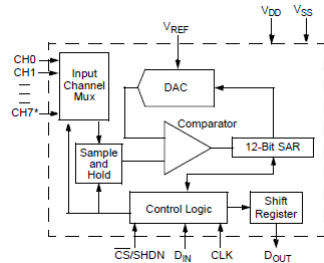 VREF
VDD
VSS
CH0
CH1
CH7*
Input
Channel
Mux
DAC
Comparator
Sample
and
Hold
12-Bit SAR
Control Logic
Shift
Register
CS/SHDN
DIN
CLK
DOUT